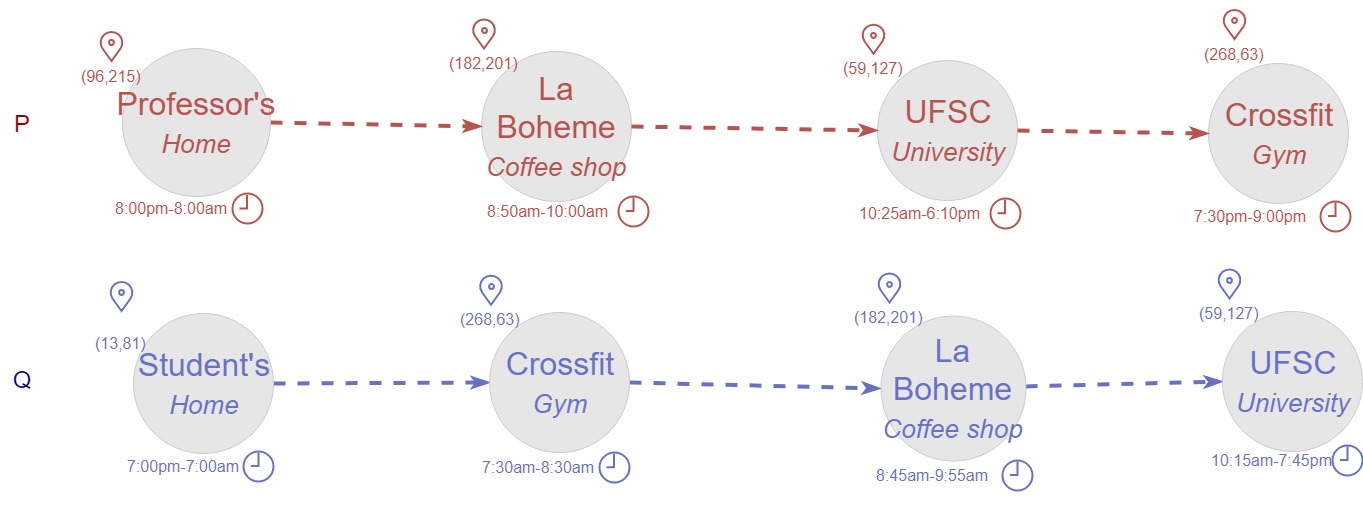 P
(96,215)
Professor's
Home
8:00pm-8:00am
(182,201)
La
Boheme
Coffee shop
8:50am-10:00am
(59,127)
UFSC
University
10:25am-6:10pm
(268,63)
Crossfit
Gym
7:30pm-9:00pm
Q
(13,81)
Student's
Home
7:00pm-7:00am
(268,63)
Crossfit
Gym
7:30am-8:30am
(182,201)
La
Boheme
Coffee shop
8:45am-9:55am
(59,127)
UFSC
University
10:15am-7:45pm